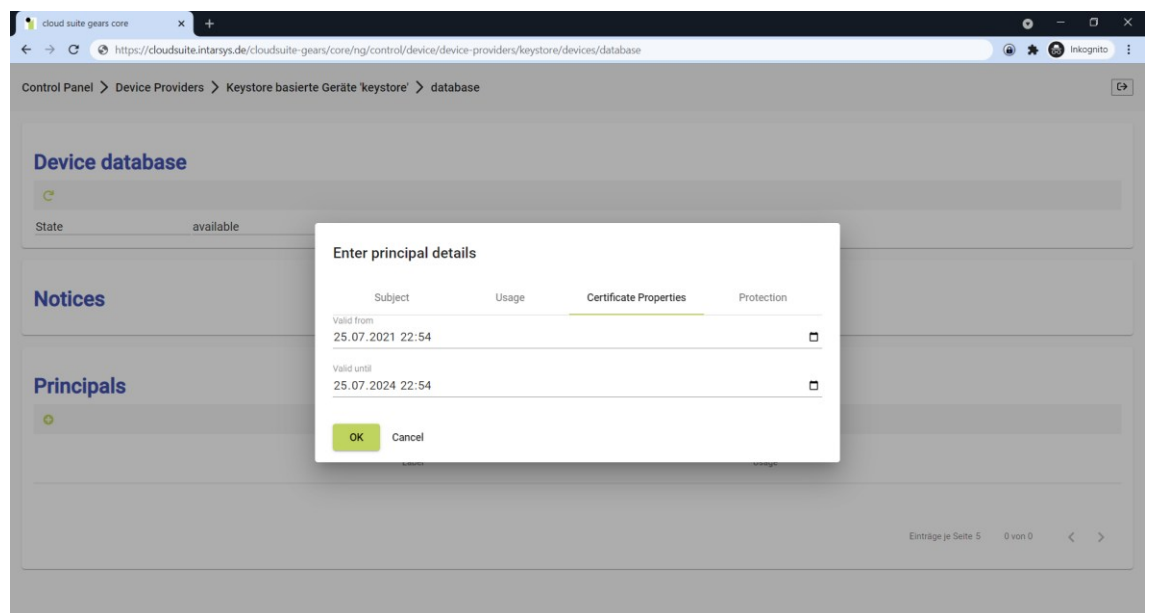 cloud suite gears core
https://cloudsuite.intarsys.de/cloudsuite-gears/core/ng/control/device/device-providers/keystore/devices/database
Inkognito
Control Panel > Device Providers > Keystore basierte Geräte 'keystore' > database
Device database
State available
Enter principal details
Subject Usage Certificate Properties Protection
Notices
Valid from
25.07.2021 22:54
Valid until
25.07.2024 22:54
Principals
OK Cancel
Label Usage
Einträge je Seite 5 0 von 0